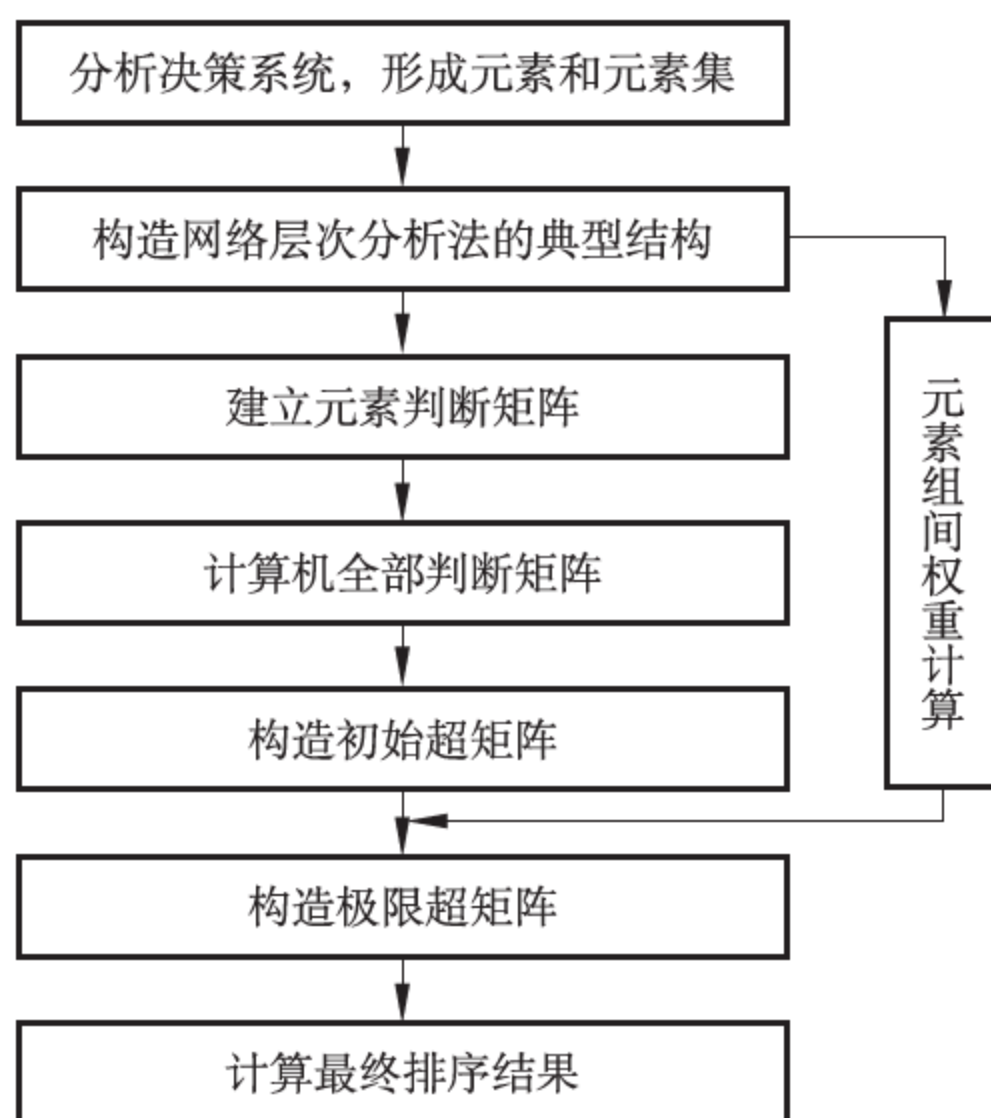 分析决策系统，形成元素和元素集
构造网络层次分析法的典型结构
建立元素判断矩阵
计算机全部判断矩阵
构造初始超矩阵
元素组间权重计算
构造极限超矩阵
计算最终排序结果